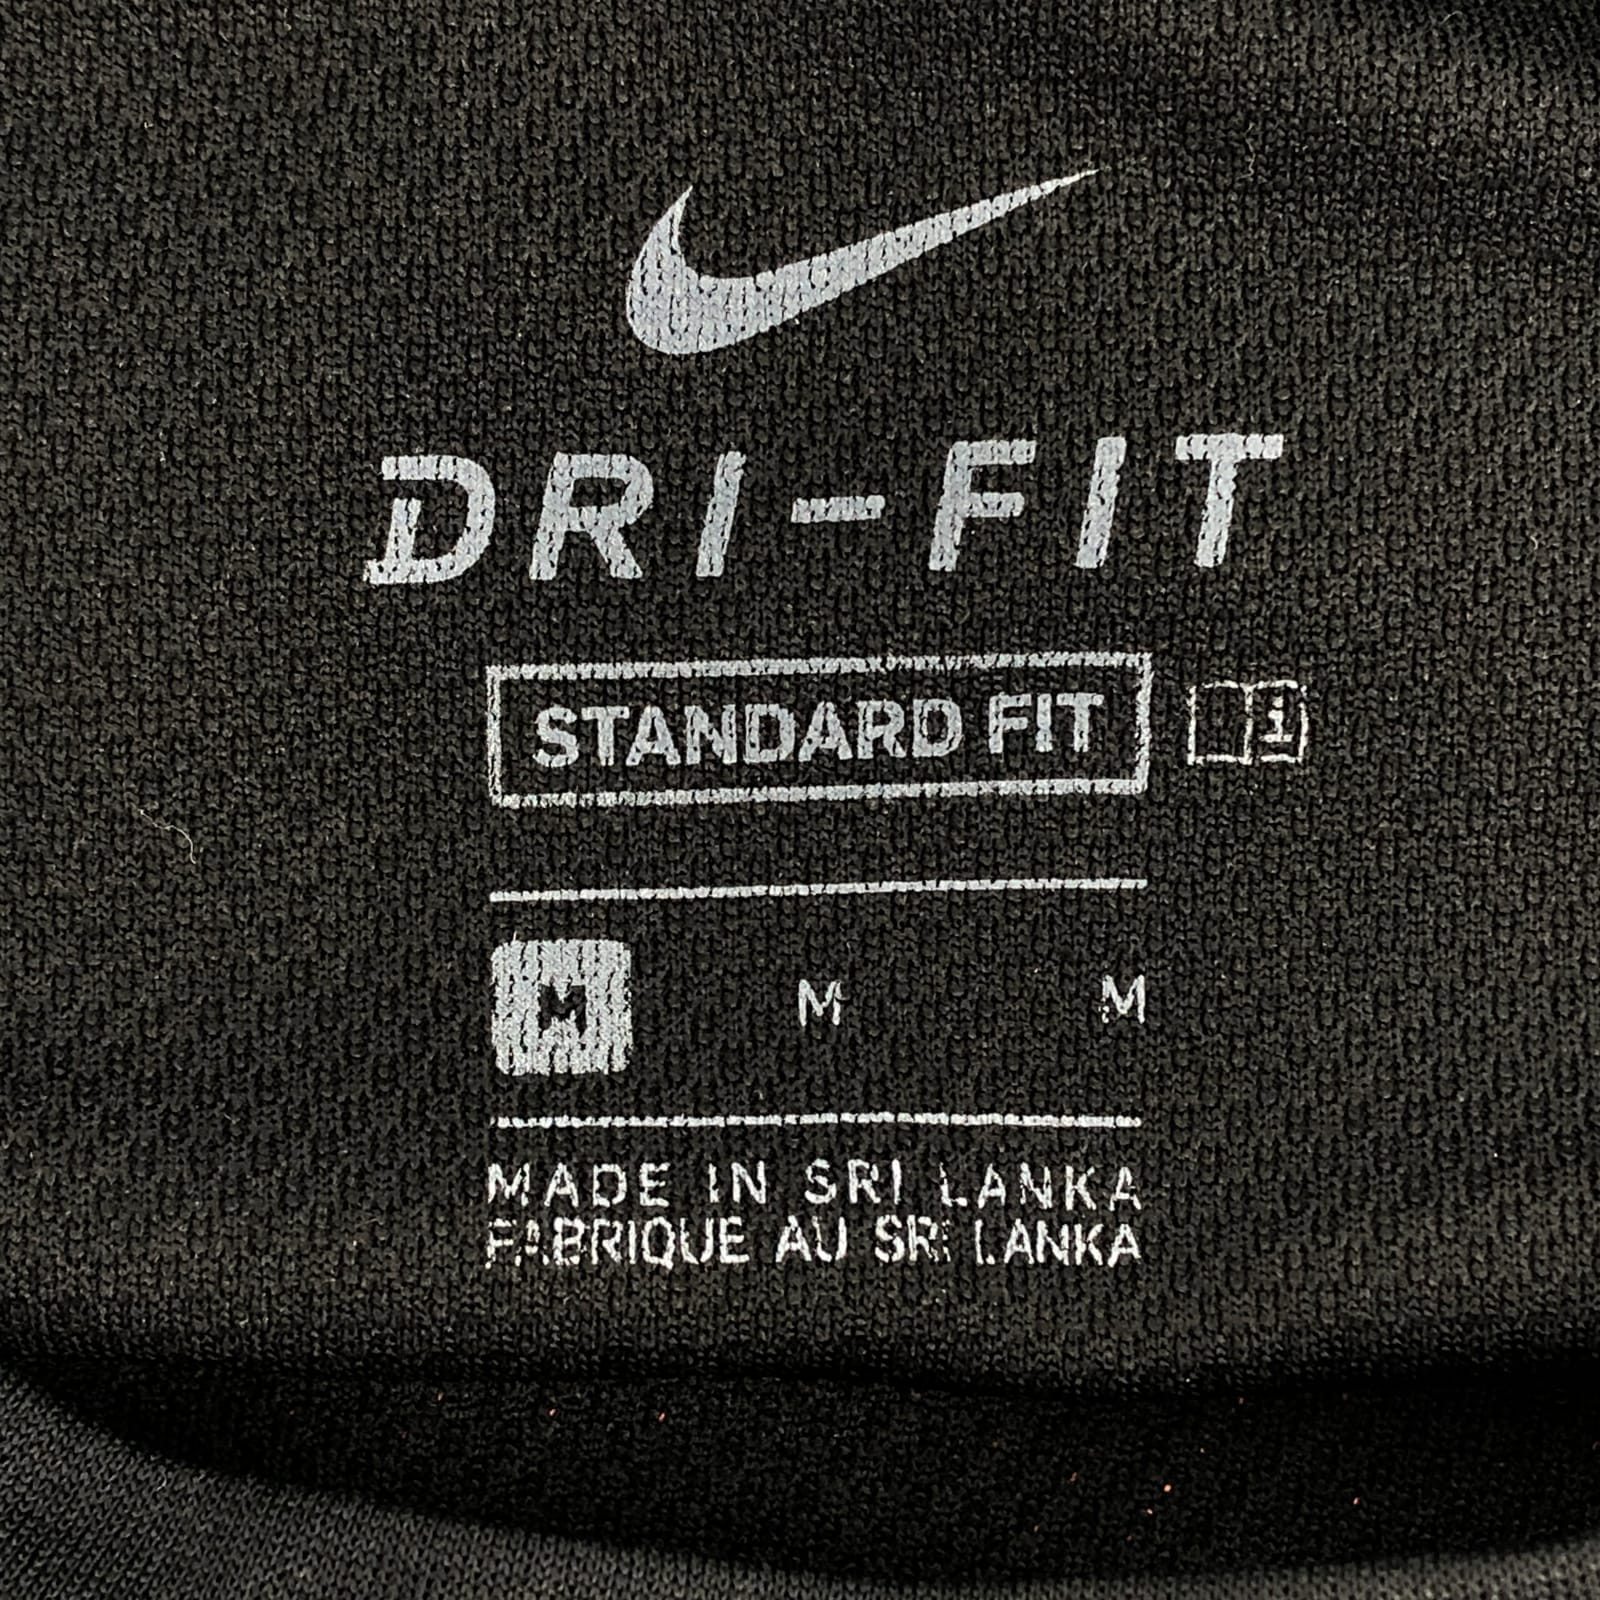 DRI-FIT
STANDARD FIT i
M M M
MADE IN SRI LANKA
FABRIQUE AU SRI LANKA